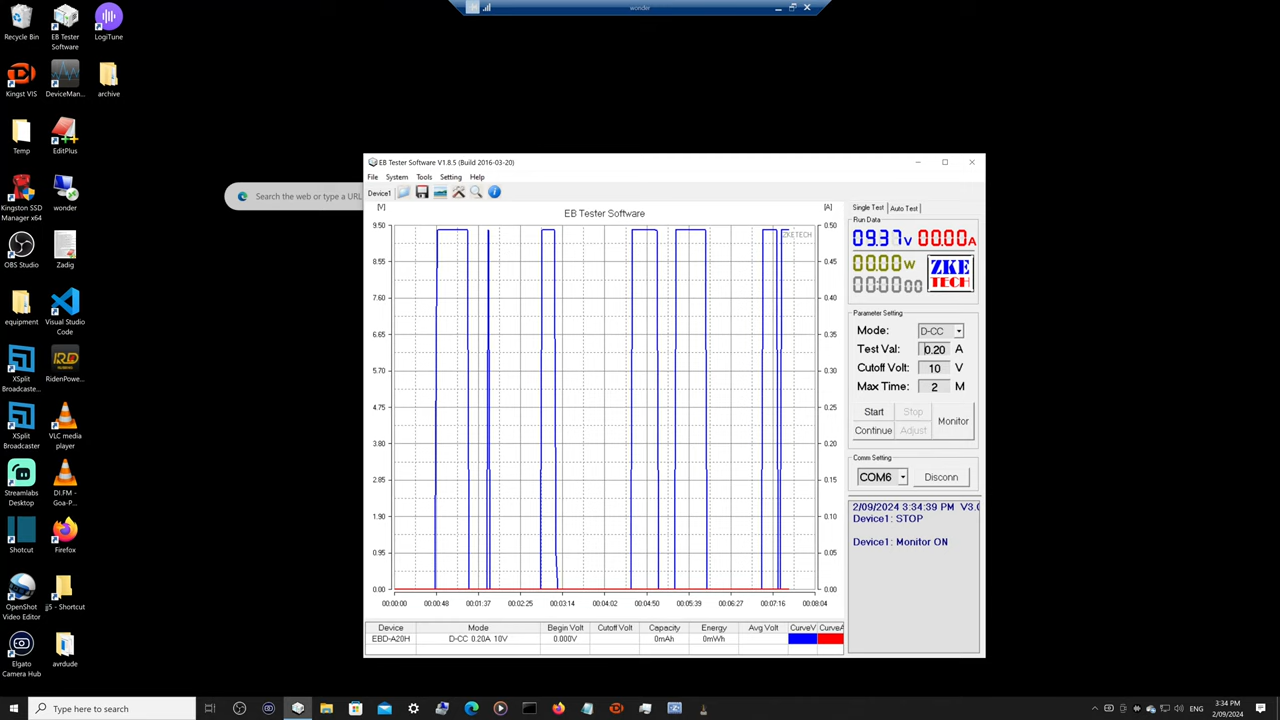 wonder
Recycle Bin
EB Tester
Software
LogiTune
Kingst VIS
DeviceMan...
archive
Temp
EditPlus
Kingston SSD
Manager x64
wonder
OBS Studio
Zadig
equipment
Visual Studio
Code
XSplit
Broadcaste...
RidenPowe...
XSplit
Broadcaster
VLC media
player
Streamlabs
Desktop
DI.FM -
Goa-P...
Shotcut
Firefox
OpenShot
Video Editor
jj5 - Shortcut
Elgato
Camera Hub
avrdude
Search the web or type a URL
EB Tester Software V1.8.5 (Build 2016-03-20)
File System Tools Setting Help
Device1
[V] EB Tester Software [A]
ZKETECH
9.50 0.50
8.55 0.45
7.60 0.40
6.65 0.35
5.70 0.30
4.75 0.25
3.80 0.20
2.85 0.15
1.90 0.10
0.95 0.05
0.00 0.00
00:00:00 00:00:48 00:01:37 00:02:25 00:03:14 00:04:02 00:04:50 00:05:39 00:06:27 00:07:16 00:08:04
Device Mode Begin Volt Cutoff Volt Capacity Energy Avg Volt CurveV CurveA
EBD-A20H D-CC 0.20A 10V 0.000V 0mAh 0mWh
Single Test Auto Test
Run Data
09.37V 00.00A
00.00W
00:00:00
ZKE
TECH
Parameter Setting
Mode: D-CC
Test Val: 0.20 A
Cutoff Volt: 10 V
Max Time: 2 M
Start Stop Monitor
Continue Adjust
Comm Setting
COM6 Disconn
2/09/2024 3:34:39 PM V3.0
Device1: STOP
Device1: Monitor ON
Type here to search
ENG
3:34 PM
2/09/2024